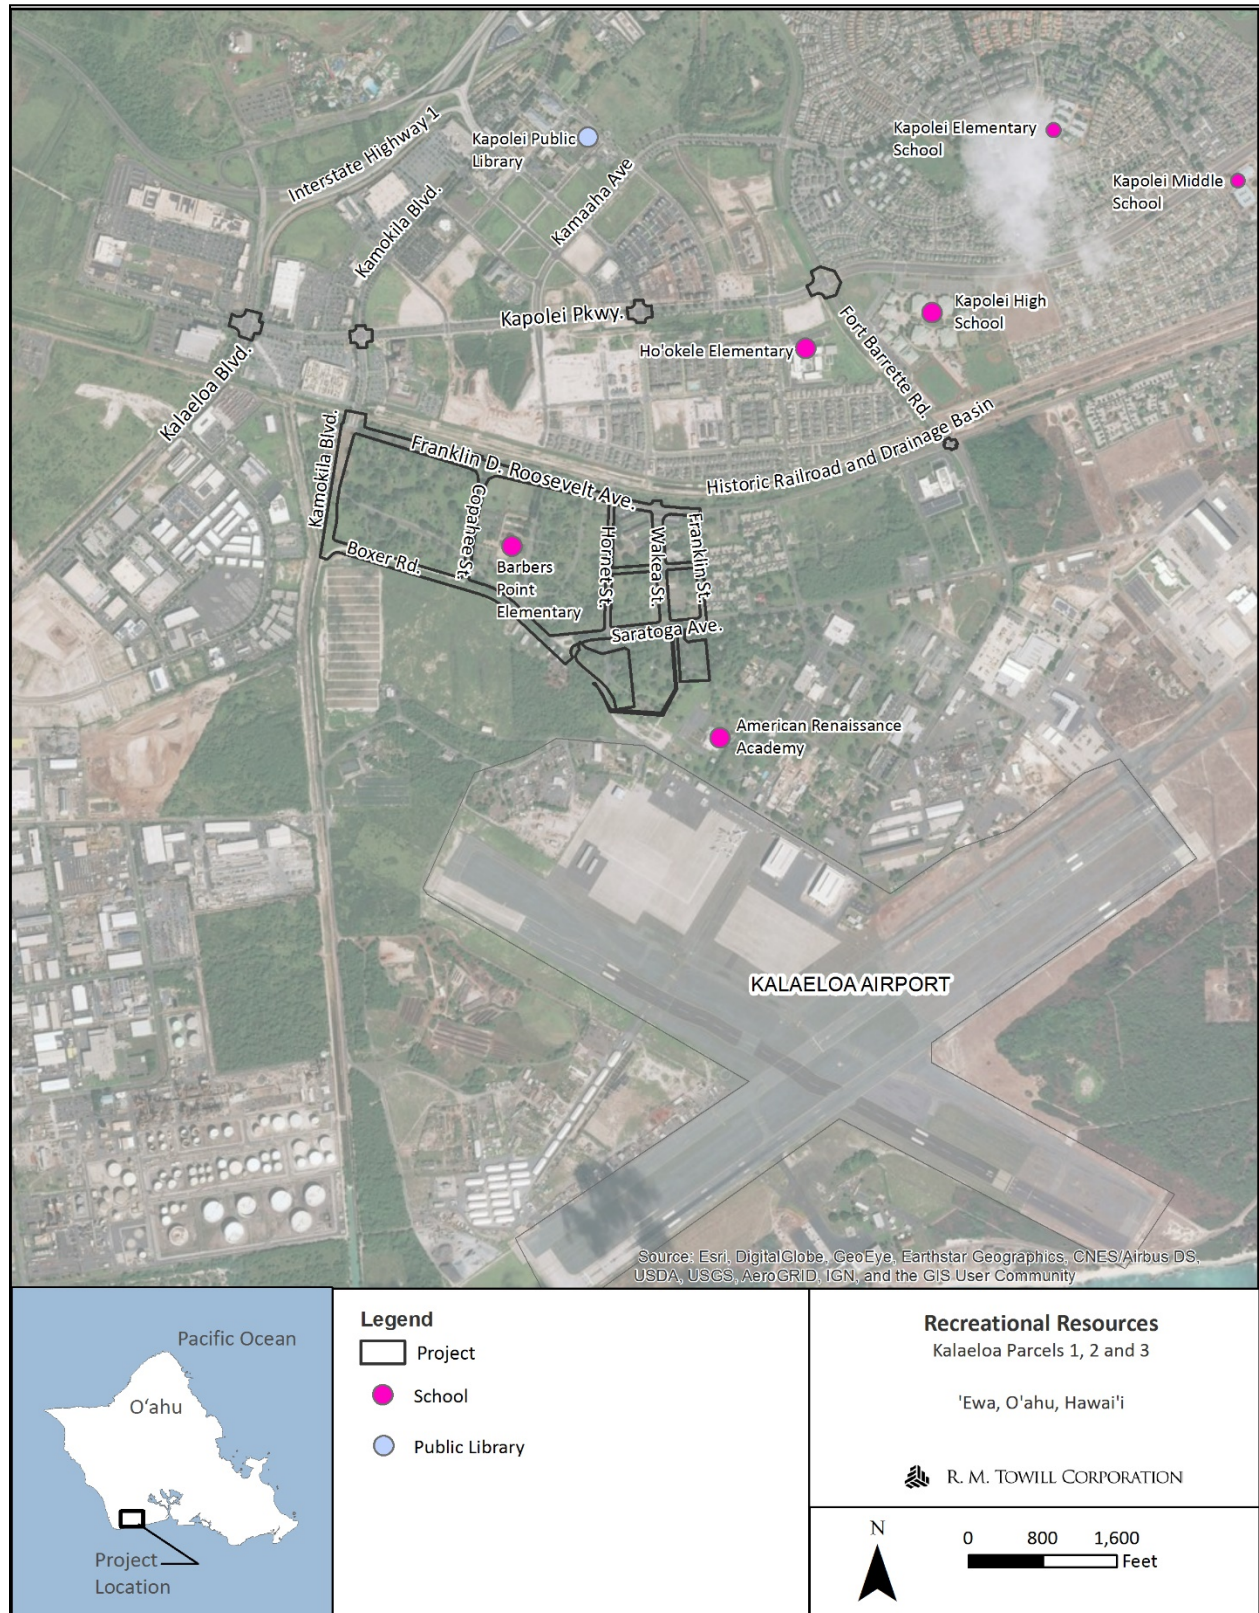 Interstate Highway 1
Kapolei Public
Library
Kapolei Elementary
School
Kapolei Middle
School
Kamokila Blvd.
Kamaaha Ave
Kapolei Pkwy.
Kapolei High
School
Ho'okele Elementary
Fort Barrette Rd.
Kalaeloa Blvd.
Historic Railroad and Drainage Basin
Kamokila Blvd.
Franklin D. Roosevelt Ave.
Copahee St.
Hornet St.
Wakea St.
Franklin St.
Boxer Rd.
Barbers
Point
Elementary
Saratoga Ave.
American Renaissance
Academy
KALAELOA AIRPORT
Source: Esri, DigitalGlobe, GeoEye, Earthstar Geographics, CNES/Airbus DS,
USDA, USGS, AeroGRID, IGN, and the GIS User Community
Pacific Ocean
Oʻahu
Project
Location
Legend
Project
School
Public Library
Recreational Resources
Kalaeloa Parcels 1, 2 and 3
'Ewa, O'ahu, Hawai'i
R. M. TOWILL CORPORATION
N
0 800 1,600
Feet